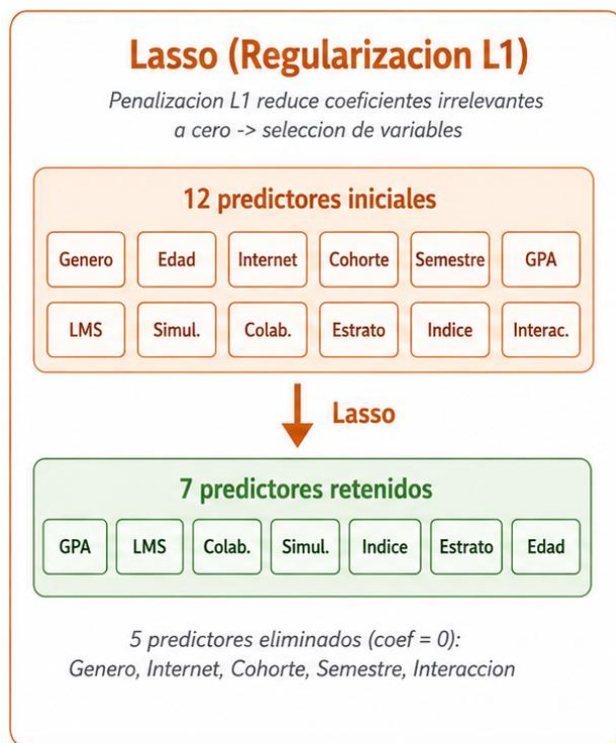 Lasso (Regularizacion L1)
Penalizacion L1 reduce coeficientes irrelevantes
a cero -> seleccion de variables
12 predictores iniciales
Genero Edad Internet Cohorte Semestre GPA
LMS Simul. Colab. Estrato Indice Interac.
Lasso
7 predictores retenidos
GPA LMS Colab. Simul. Indice Estrato Edad
5 predictores eliminados (coef = 0):
Genero, Internet, Cohorte, Semestre, Interaccion